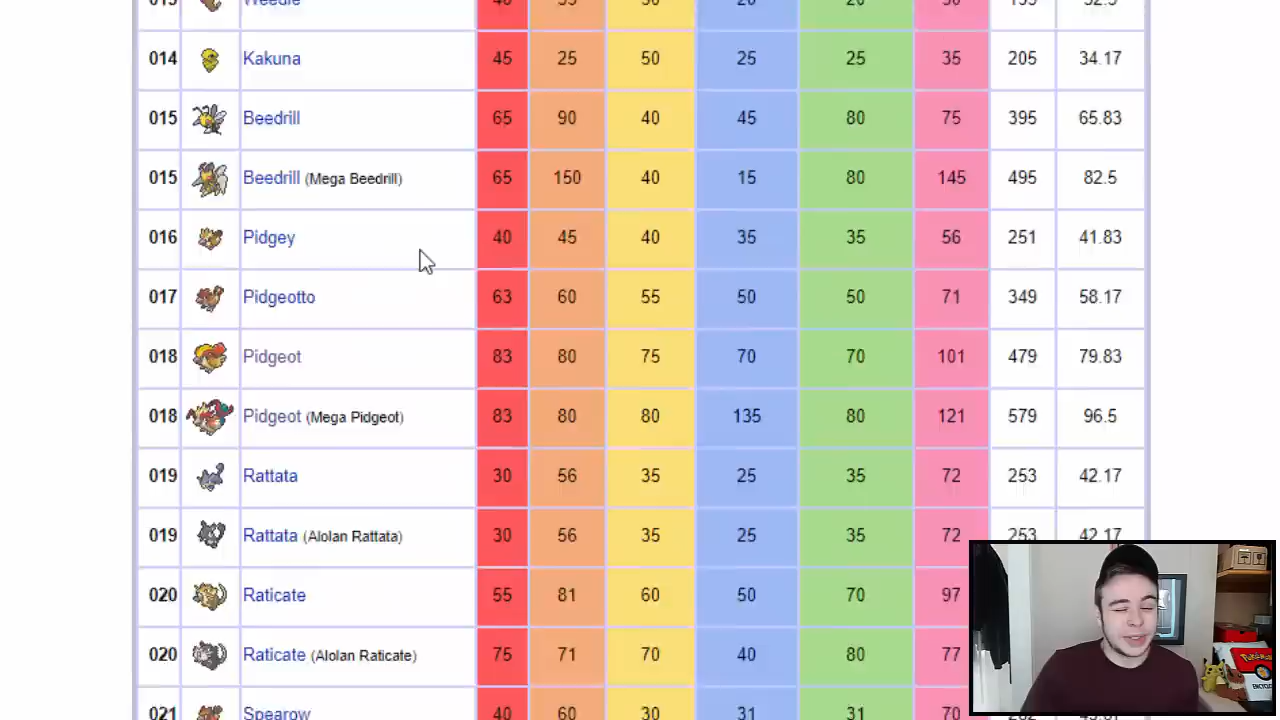 014 Kakuna 45 25 50 25 25 35 205 34.17
015 Beedrill 65 90 40 45 80 75 395 65.83
015 Beedrill (Mega Beedrill) 65 150 40 15 80 145 495 82.5
016 Pidgey 40 45 40 35 35 56 251 41.83
017 Pidgeotto 63 60 55 50 50 71 349 58.17
018 Pidgeot 83 80 75 70 70 101 479 79.83
018 Pidgeot (Mega Pidgeot) 83 80 80 135 80 121 579 96.5
019 Rattata 30 56 35 25 35 72 253 42.17
019 Rattata (Alolan Rattata) 30 56 35 25 35 72 253 42.17
020 Raticate 55 81 60 50 70 97
020 Raticate (Alolan Raticate) 75 71 70 40 80 77
021 Spearow 40 60 30 31 31 70